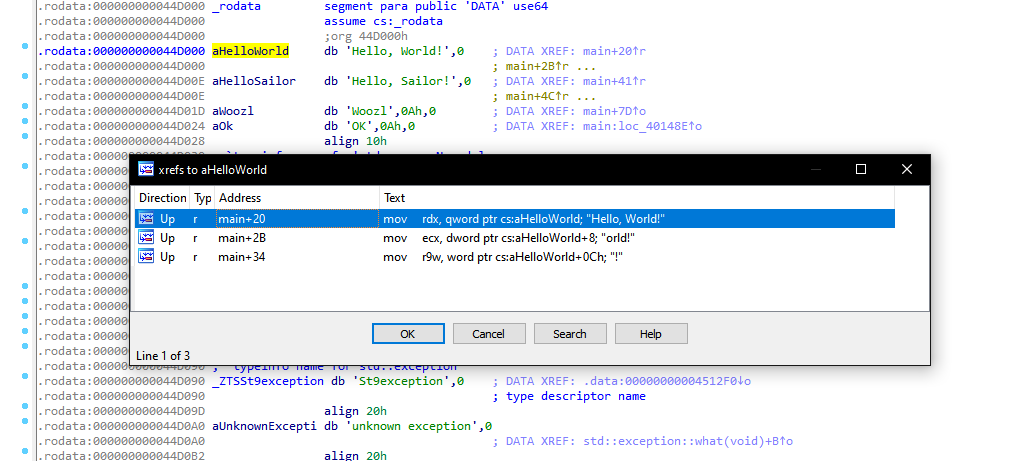 .rodata:000000000044D000 _rodata segment para public 'DATA' use64
.rodata:000000000044D000 assume cs:_rodata
.rodata:000000000044D000 ;org 44D000h
.rodata:000000000044D000 aHelloWorld db 'Hello, World!',0 ; DATA XREF: main+20↑r
.rodata:000000000044D000 ; main+2B↑r ...
.rodata:000000000044D00E aHelloSailor db 'Hello, Sailor!',0 ; DATA XREF: main+41↑r
.rodata:000000000044D00E ; main+4C↑r ...
.rodata:000000000044D01D aWoozl db 'Woozl',0Ah,0 ; DATA XREF: main+7D↑o
.rodata:000000000044D024 aOk db 'OK',0Ah,0 ; DATA XREF: main:loc_40148E↑o
.rodata:000000000044D028 align 10h
xrefs to aHelloWorld
Direction Typ Address Text
Up r main+20 mov rdx, qword ptr cs:aHelloWorld; "Hello, World!"
Up r main+2B mov ecx, dword ptr cs:aHelloWorld+8; "orld!"
Up r main+34 mov r9w, word ptr cs:aHelloWorld+0Ch; "!"
OK Cancel Search Help
Line 1 of 3
.rodata:000000000044D090 ; `typeinfo name for'std::exception
.rodata:000000000044D090 _ZTSSt9exception db 'St9exception',0 ; DATA XREF: .data:00000000004512F0↓o
.rodata:000000000044D090 ; type descriptor name
.rodata:000000000044D09D align 20h
.rodata:000000000044D0A0 aUnknownExcepti db 'unknown exception',0
.rodata:000000000044D0A0 ; DATA XREF: std::exception::what(void)+B↑o
.rodata:000000000044D0B2 align 20h